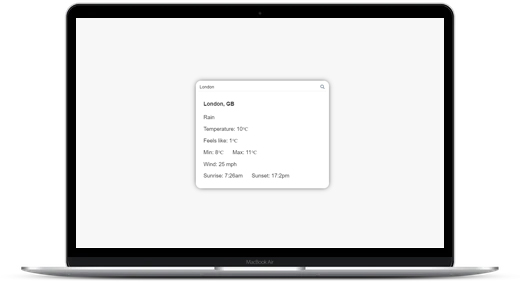 London
London, GB
Rain
Temperature: 10°C
Feels like: 1°C
Min: 8°C Max: 11°C
Wind: 25 mph
Sunrise: 7:26am Sunset: 17:2pm
MacBook Air